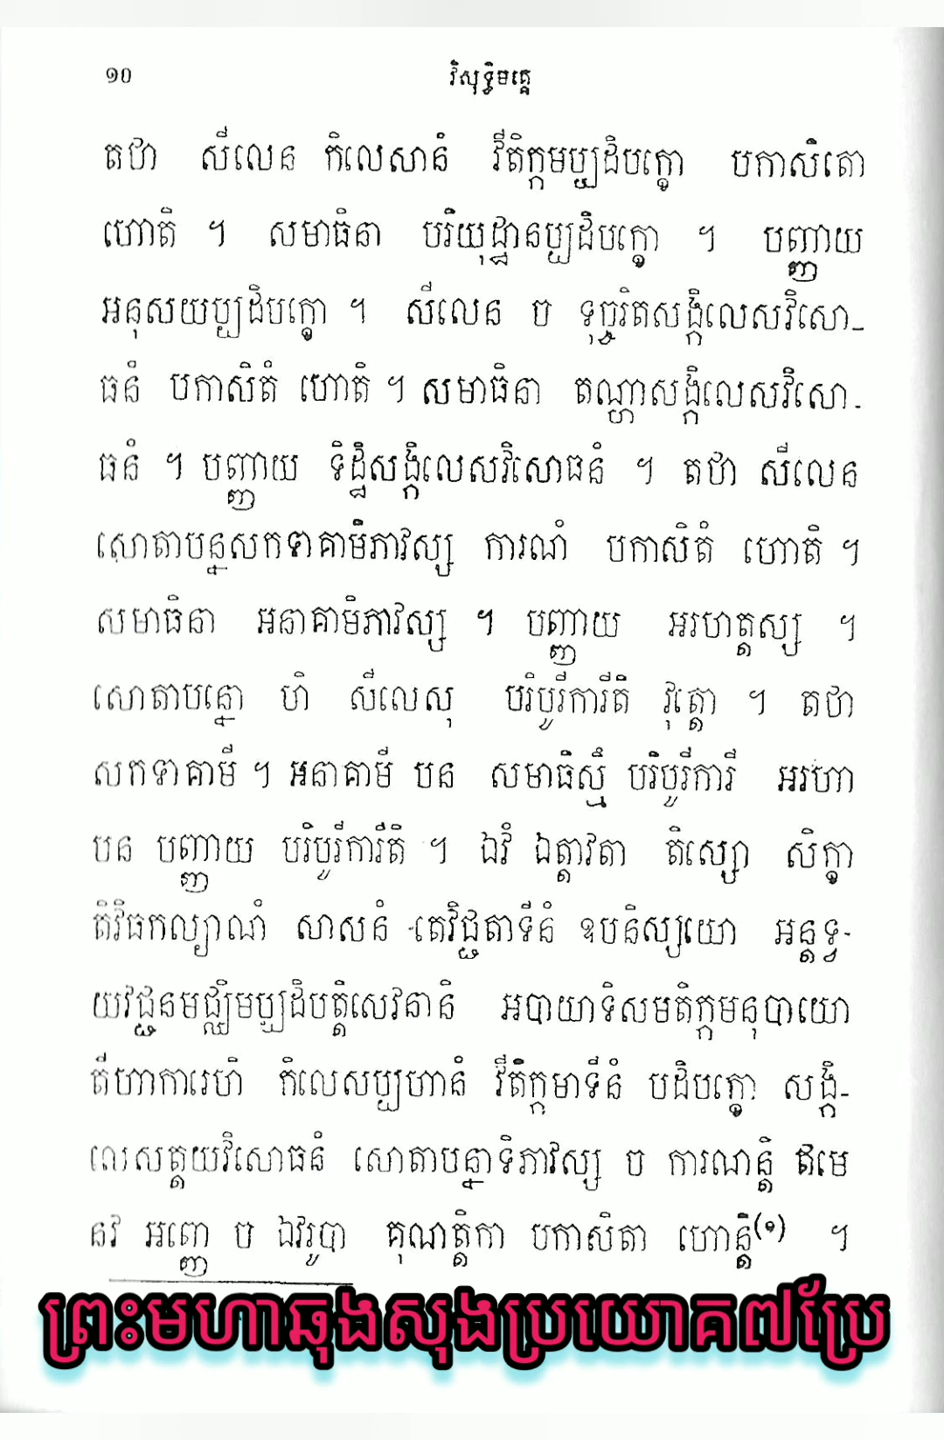 ១០ វិសុទ្ធិមគ្គេ
តថា សីលេន កិលេសានំ វីតិក្កមប្បដិបក្ខោ បកាសិតោ
ហោតិ ។ សមាធិនា បរិយុដ្ឋានប្បដិបក្ខោ ។ បញ្ញាយ
អនុសយប្បដិបក្ខោ ។ សីលេន ច ទុច្ចរិតសង្កិលេសវិសោ-
ធនំ បកាសិតំ ហោតិ ។ សមាធិនា តណ្ហាសង្កិលេសវិសោ-
ធនំ ។ បញ្ញាយ ទិដ្ឋិសង្កិលេសវិសោធនំ ។ តថា សីលេន
សោតាបន្នសកទាគាមិភាវស្ស ការណំ បកាសិតំ ហោតិ ។
សមាធិនា អនាគាមិភាវស្ស ។ បញ្ញាយ អរហត្តស្ស ។
សោតាបន្នោ ហិ សីលេសុ បរិបូរីការីតិ វុត្តោ ។ តថា
សកទាគាមី ។ អនាគាមី បន សមាធិស្មឹ បរិបូរីការី អរហា
បន បញ្ញាយ បរិបូរីការីតិ ។ ឯវំ ឯត្តាវតា តិស្សោ សិក្ខា
តិវិធកល្យាណំ សាសនំ តេវិជ្ជតាទីនំ ឧបនិស្សយោ អន្តទ្វ-
យវជ្ជនមជ្ឈិមប្បដិបត្តិសេវនានិ អបាយាទិសមតិក្កមនុបាយោ
តីហាការេហិ កិលេសប្បហានំ វីតិក្កមាទីនំ បដិបក្ខោ សង្កិ-
លេសត្តយវិសោធនំ សោតាបន្នាទិភាវស្ស ច ការណន្តិ ឥមេ
នវ អញ្ញេ ច ឯវរូបា គុណត្តិកា បកាសិតា ហោន្តិ(១) ។
ព្រះមហាឆុងសុងប្រយោគ៧ប្រែ